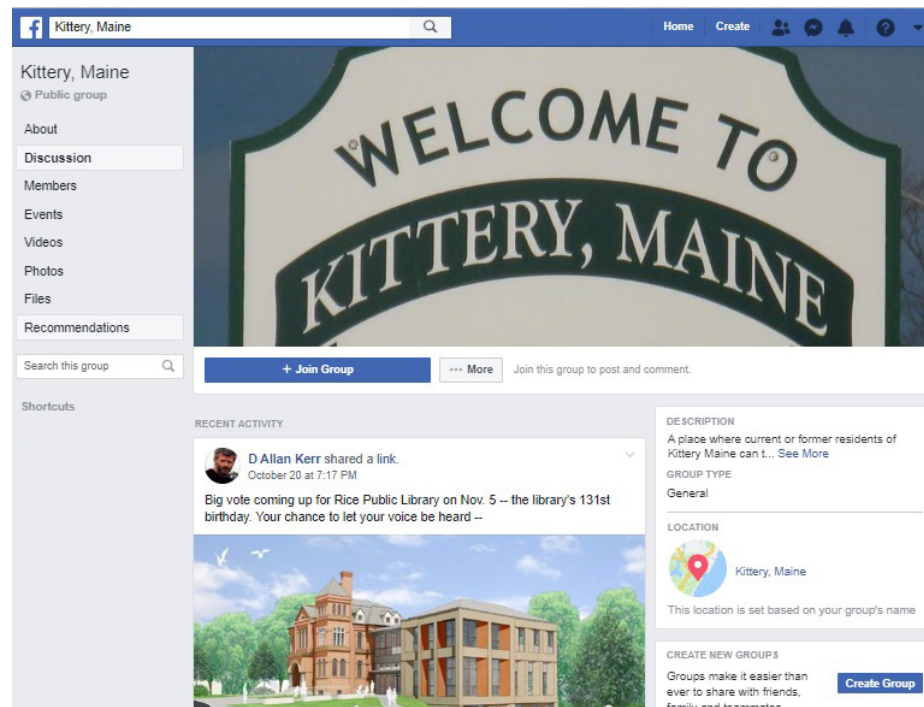 Kittery, Maine
Home Create
Kittery, Maine
Public group
About
Discussion
Members
Events
Videos
Photos
Files
Recommendations
Search this group
Shortcuts
WELCOME TO
KITTERY, MAINE
+ Join Group
··· More
Join this group to post and comment.
RECENT ACTIVITY
D Allan Kerr shared a link.
October 20 at 7:17 PM
Big vote coming up for Rice Public Library on Nov. 5 -- the library's 131st
birthday. Your chance to let your voice be heard --
DESCRIPTION
A place where current or former residents of
Kittery Maine can t... See More
GROUP TYPE
General
LOCATION
Kittery, Maine
This location is set based on your group's name
CREATE NEW GROUPS
Groups make it easier than
ever to share with friends,
family and teammates
Create Group